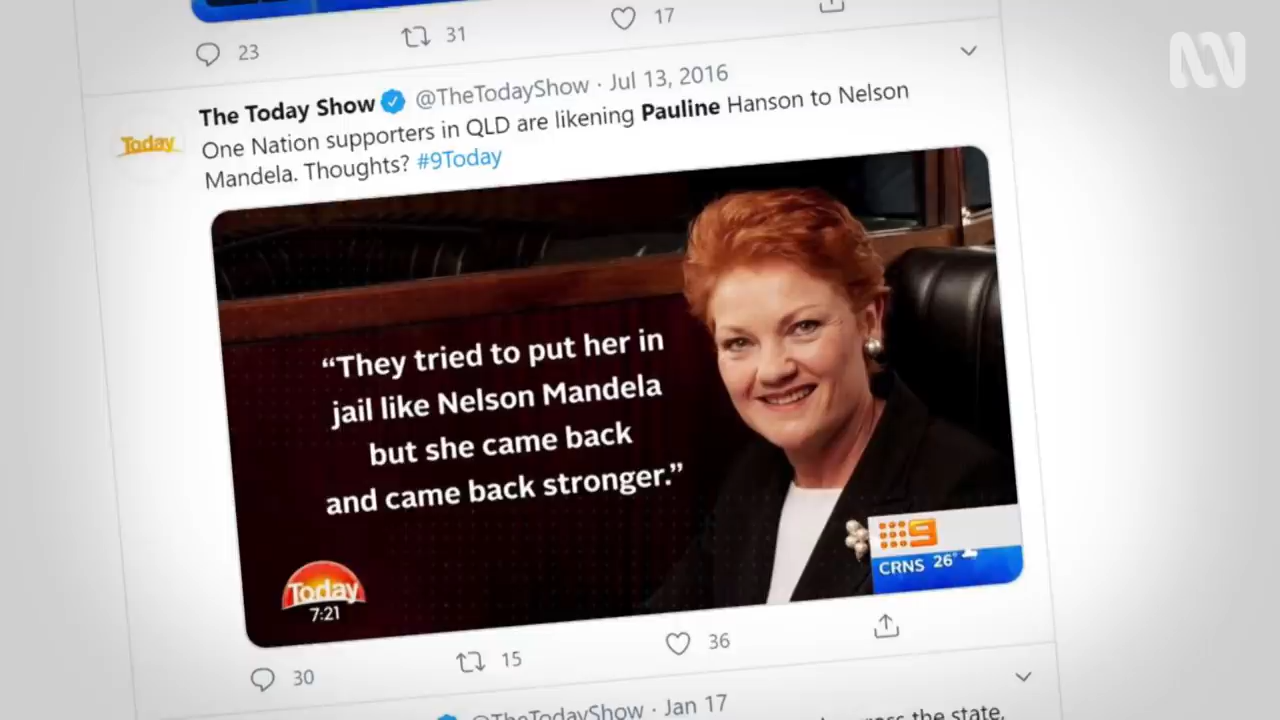 23 31 17
The Today Show @TheTodayShow · Jul 13, 2016
Today
One Nation supporters in QLD are likening Pauline Hanson to Nelson
Mandela. Thoughts? #9Today
“They tried to put her in
jail like Nelson Mandela
but she came back
and came back stronger.”
9
CRNS 26°
Today
7:21
30 15 36
@TheTodayShow · Jan 17
the state,